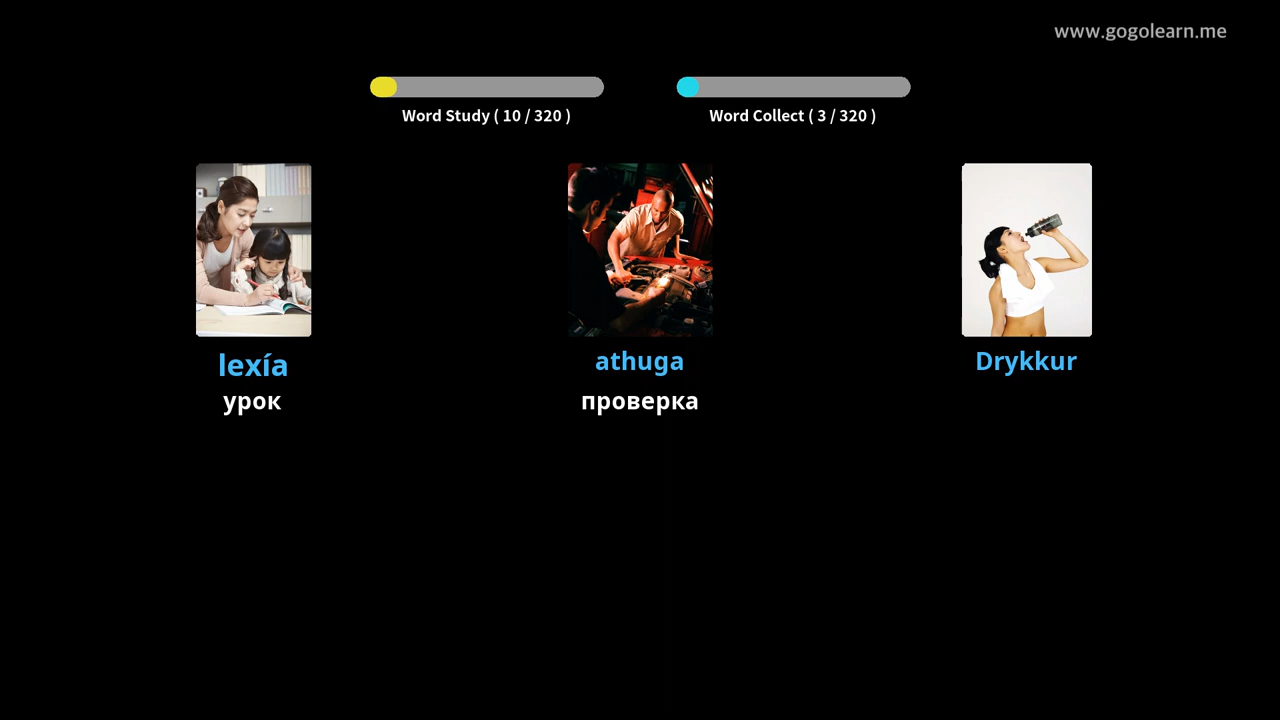 www.gogolearn.me
Word Study ( 10 / 320 )
Word Collect ( 3 / 320 )
lexía
athuga
Drykkur
урок
проверка